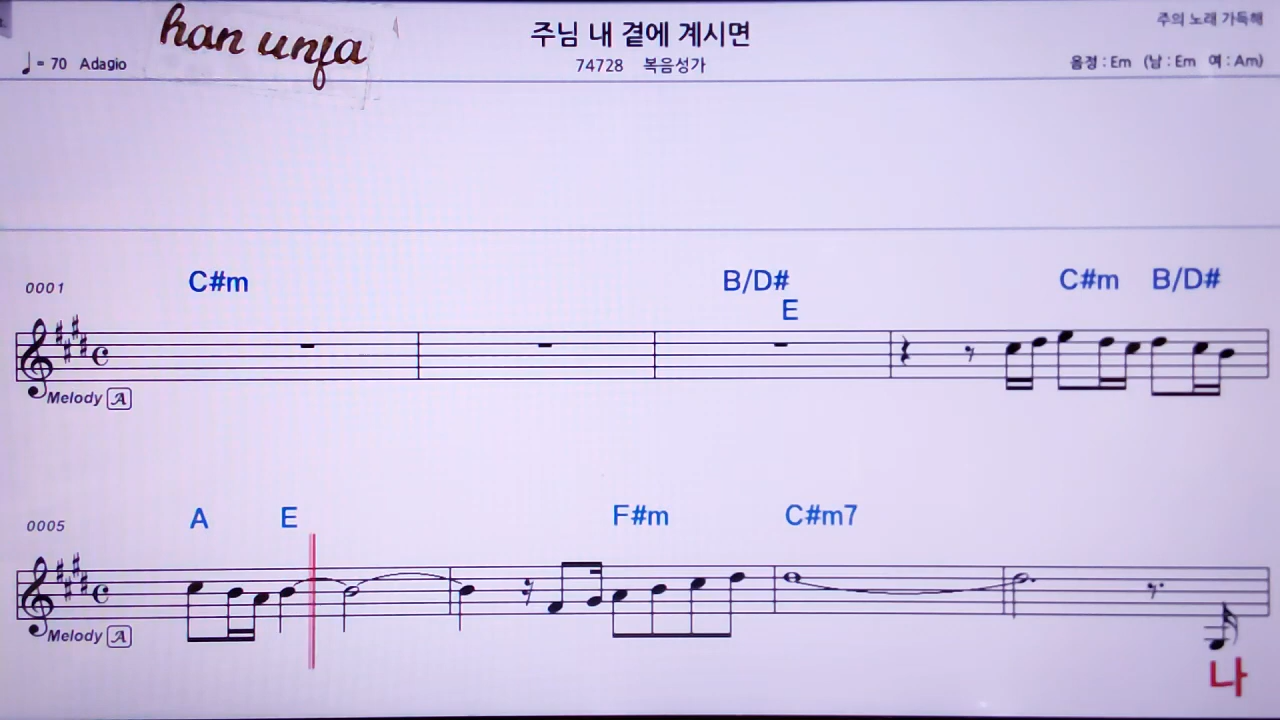 han unfa
주님 내 곁에 계시면
주의 노래 가득해
♩= 70 Adagio
74728 복음성가
음정 : Em (남 : Em 여 : Am)
0001 C#m B/D# C#m B/D#
E
Melody A
0005 A E F#m C#m7
Melody A
나